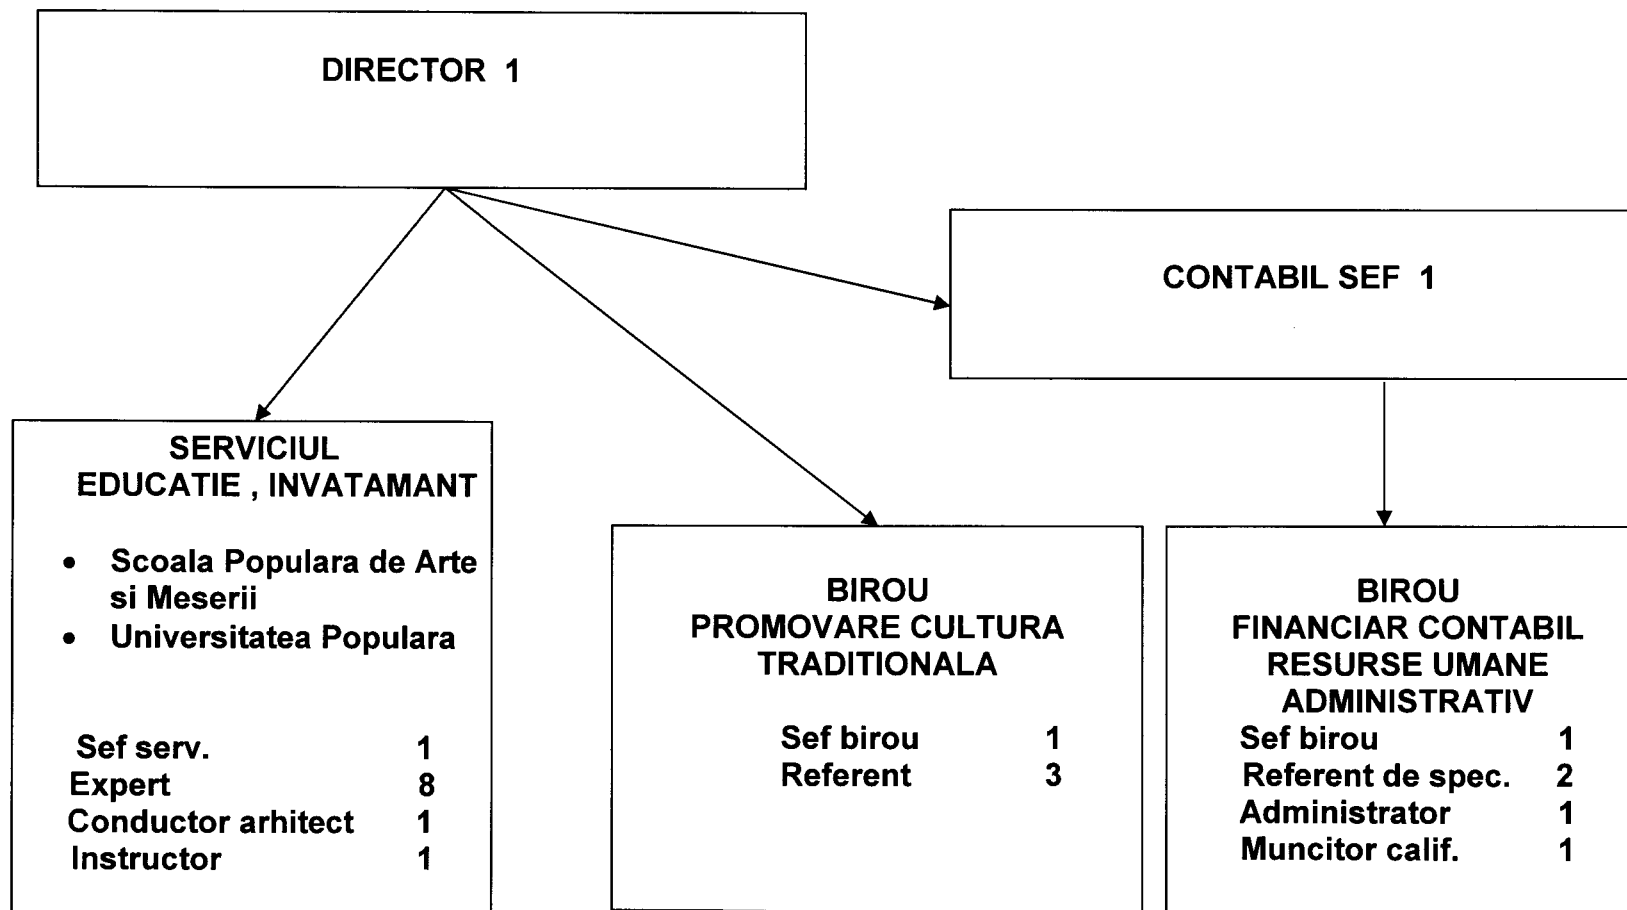 DIRECTOR 1
CONTABIL SEF 1
SERVICIUL
EDUCATIE , INVATAMANT
• Scoala Populara de Arte
si Meserii
• Universitatea Populara
Sef serv. 1
Expert 8
Conductor arhitect 1
Instructor 1
BIROU
PROMOVARE CULTURA
TRADITIONALA
Sef birou 1
Referent 3
BIROU
FINANCIAR CONTABIL
RESURSE UMANE
ADMINISTRATIV
Sef birou 1
Referent de spec. 2
Administrator 1
Muncitor calif. 1